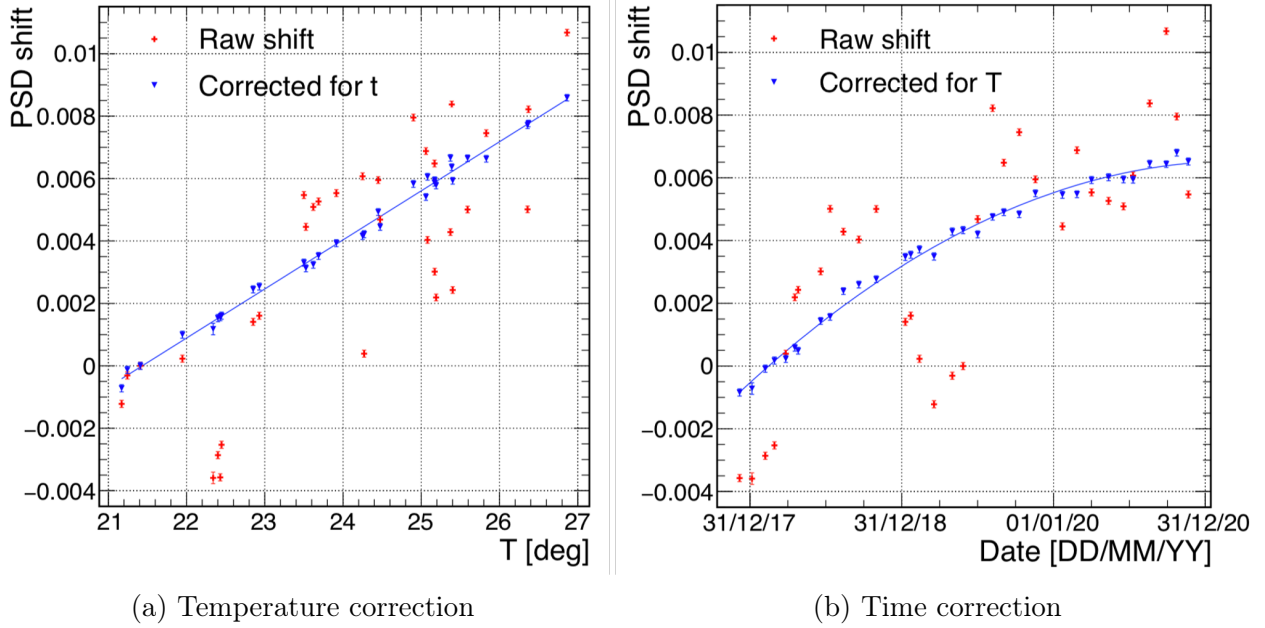 PSD shift
0.01
0.008
0.006
0.004
0.002
0
−0.002
−0.004
Raw shift
Corrected for t
21 22 23 24 25 26 27
T [deg]
(a) Temperature correction
PSD shift
0.01
0.008
0.006
0.004
0.002
0
−0.002
−0.004
Raw shift
Corrected for T
31/12/17 31/12/18 01/01/20 31/12/20
Date [DD/MM/YY]
(b) Time correction